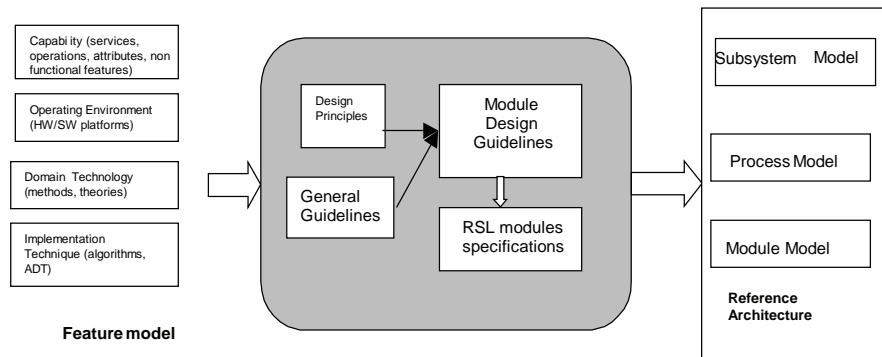 Capability (services,
operations, attributes, non
functional features)
Operating Environment
(HW/SW platforms)
Domain Technology
(methods, theories)
Implementation
Technique (algorithms,
ADT)
Feature model
Design
Principles
General
Guidelines
Module
Design
Guidelines
RSL modules
specifications
Subsystem Model
Process Model
Module Model
Reference
Architecture